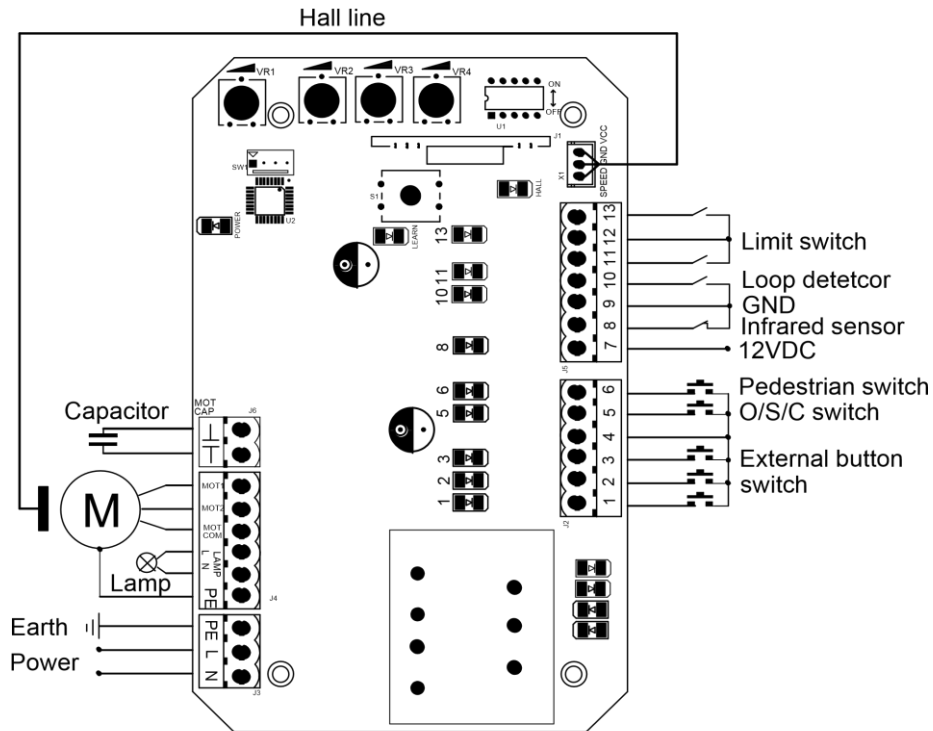 Hall line
VR1
VR2
VR3
VR4
ON
OFF
U1
J1
SW1
U2
S1
HALL
X1
SPEED GND VCC
POWER
LEARN
13
11
10
8
6
5
3
2
1
13
12
11
10
9
8
7
J5
Limit switch
Loop detetcor
GND
Infrared sensor
12VDC
6
5
4
3
2
1
J2
Pedestrian switch
O/S/C switch
External button
switch
Capacitor
MOT
CAP
J6
M
MOT1
MOT2
MOT
COM
L
N
LAMP
PE
J4
Lamp
Earth
Power
PE
L
N
J3